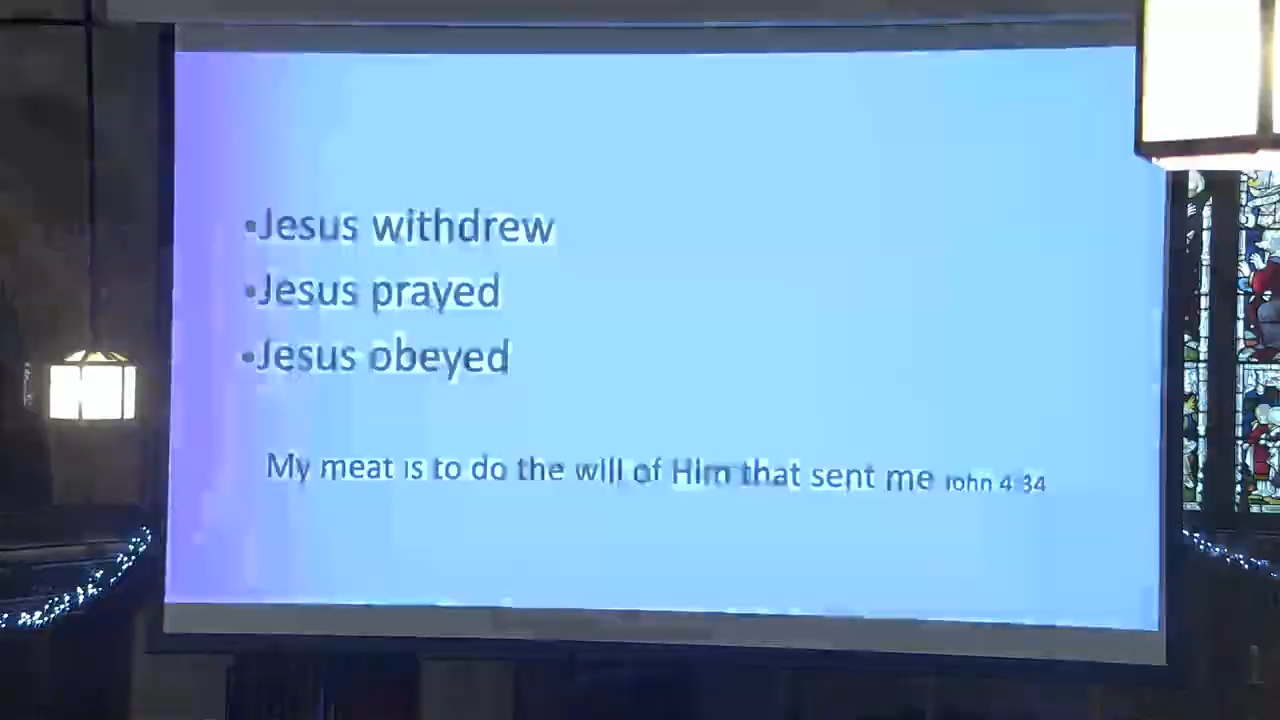 •Jesus withdrew
•Jesus prayed
•Jesus obeyed
My meat is to do the will of Him that sent me John 4:34